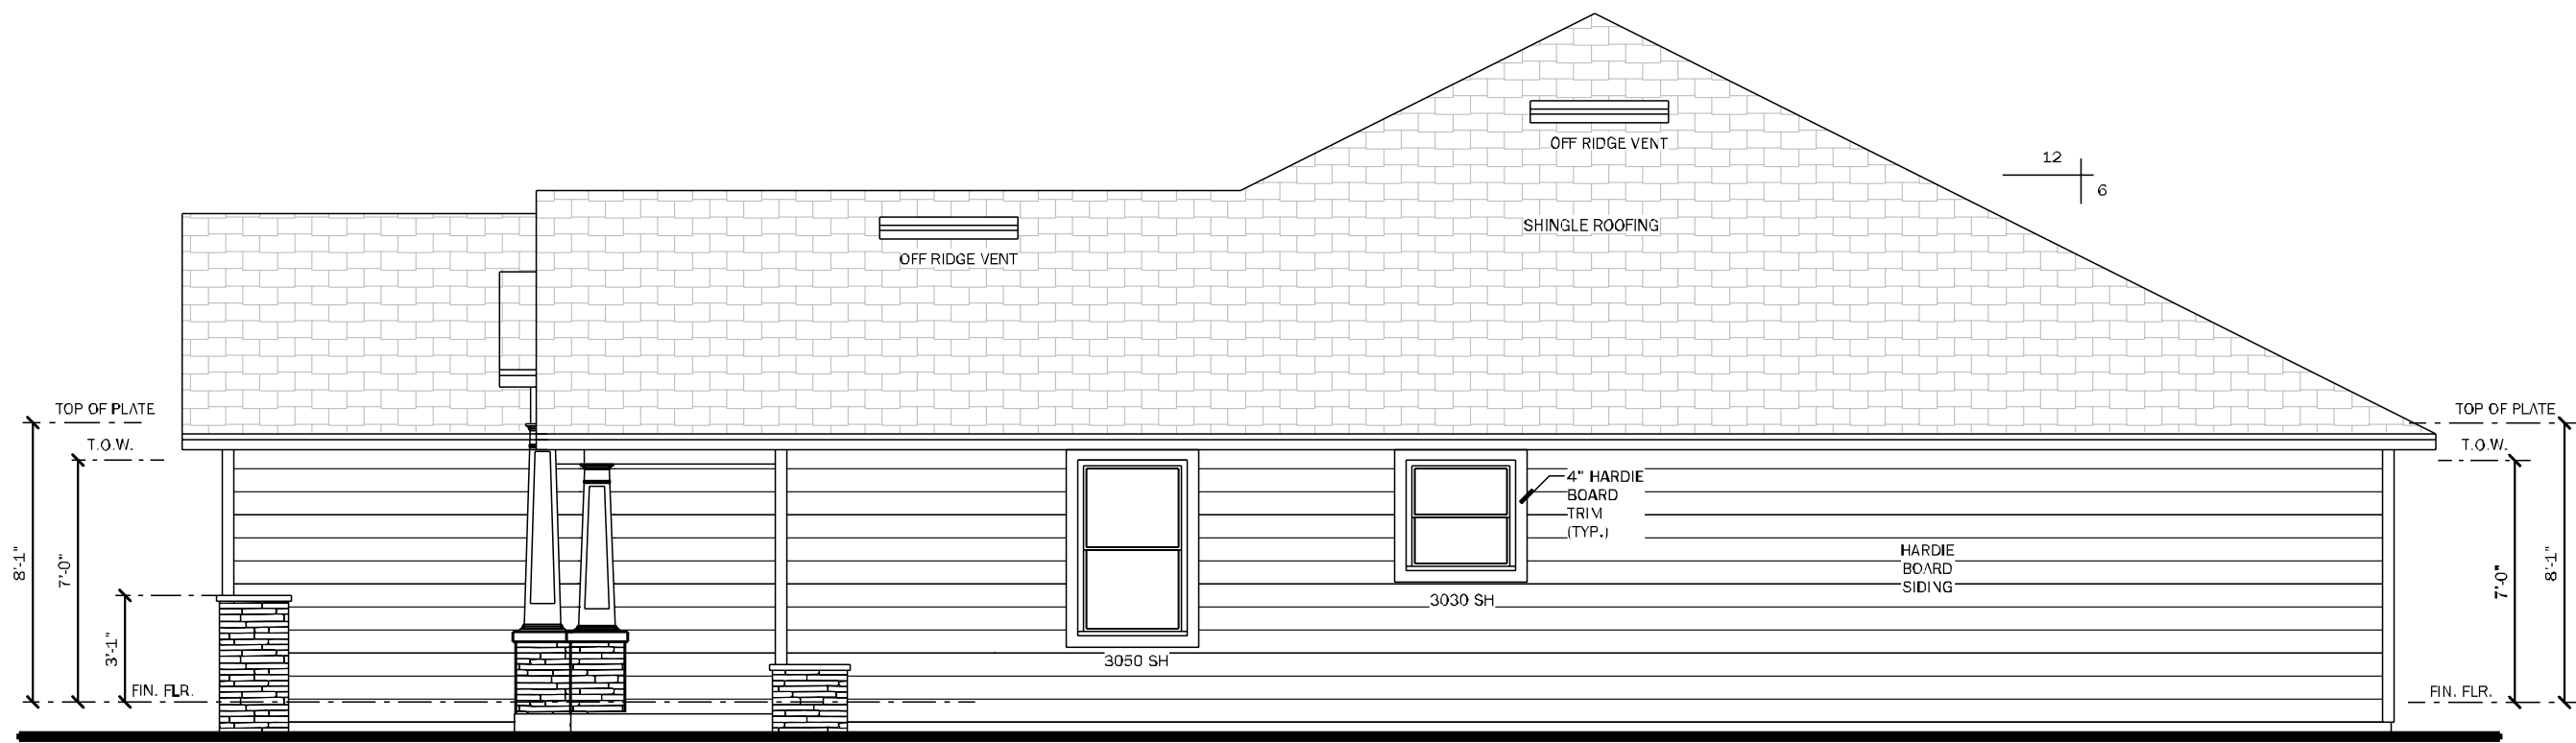 OFF RIDGE VENT
12
6
SHINGLE ROOFING
OFF RIDGE VENT
TOP OF PLATE
TOP OF PLATE
T.O.W.
T.O.W.
4" HARDIE
BOARD
TRIM
(TYP.)
8'-1"
7'-0"
3'-1"
HARDIE
BOARD
SIDING
7'-0"
8'-1"
3030 SH
3050 SH
FIN. FLR.
FIN. FLR.